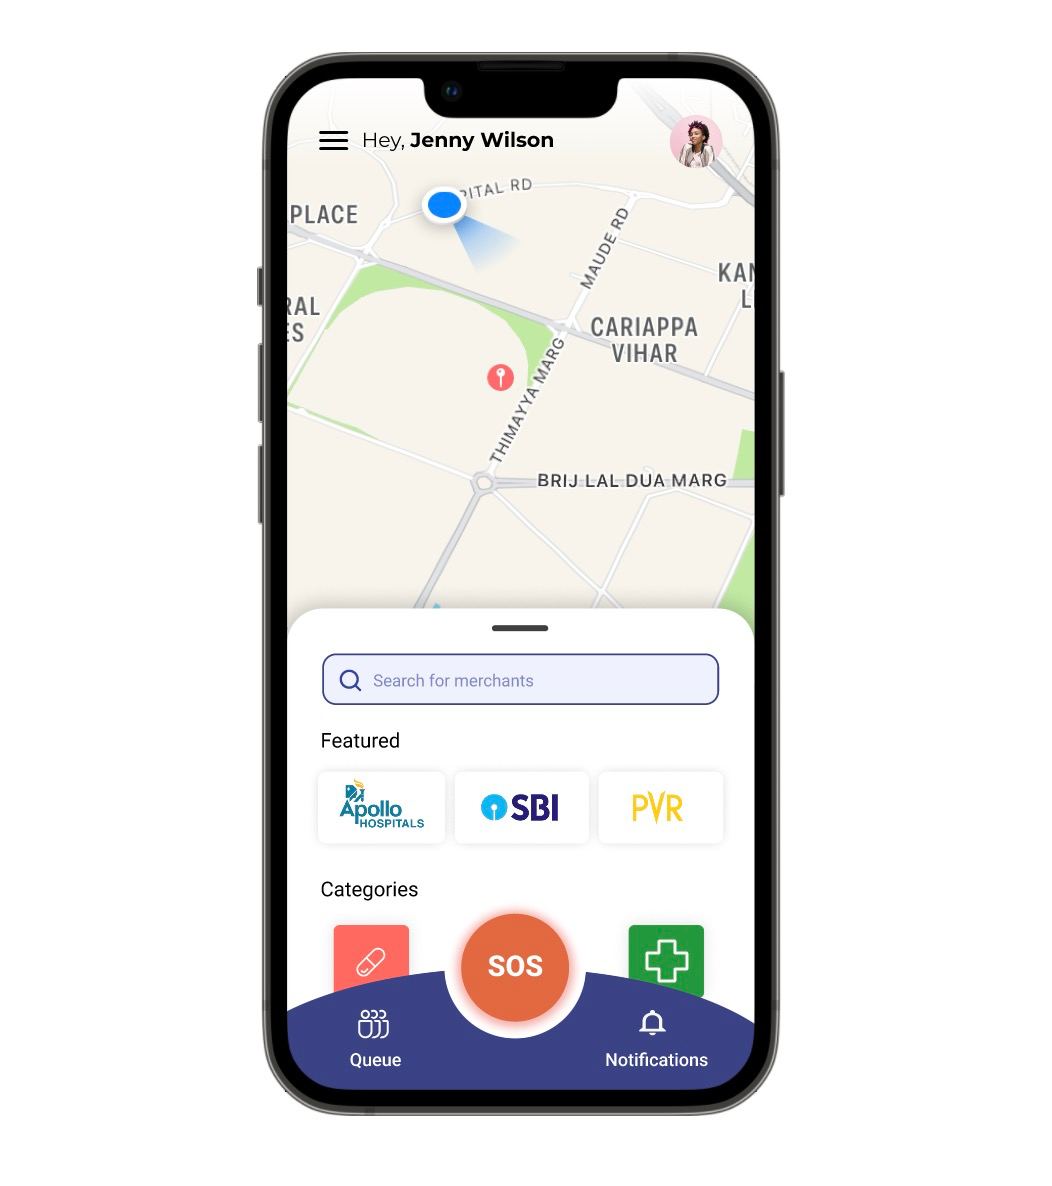 Hey, Jenny Wilson
PITAL RD
PLACE
MAUDE RD
KAN
L
RAL
ES
CARIAPPA
VIHAR
THIMAYYA MARG
BRIJ LAL DUA MARG
Search for merchants
Featured
Apollo
HOSPITALS
SBI
PVR
Categories
SOS
Queue
Notifications